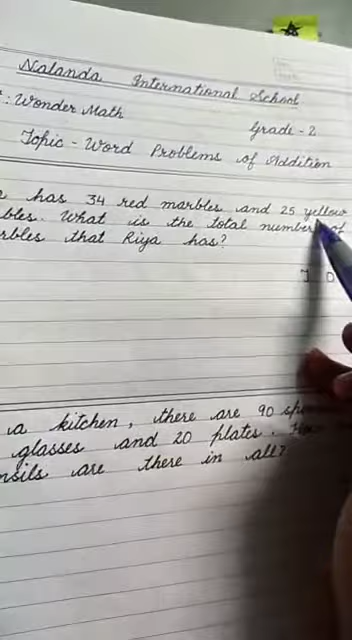 Nalanda International School
: Wonder Math
Grade - 2
Topic - Word Problems of Addition
has 34 red marbles and 25 yellow
bles. What is the total number of
rbles that Riya has?
T O
a kitchen, there are 90
glasses and 20 plates.
nsils are there in all?